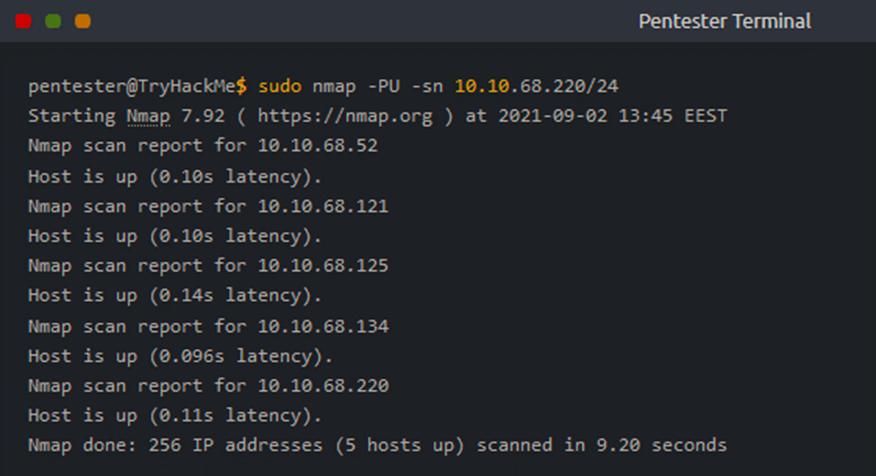 Pentester Terminal
pentester@TryHackMe$ sudo nmap -PU -sn 10.10.68.220/24
Starting Nmap 7.92 ( https://nmap.org ) at 2021-09-02 13:45 EEST
Nmap scan report for 10.10.68.52
Host is up (0.10s latency).
Nmap scan report for 10.10.68.121
Host is up (0.10s latency).
Nmap scan report for 10.10.68.125
Host is up (0.14s latency).
Nmap scan report for 10.10.68.134
Host is up (0.096s latency).
Nmap scan report for 10.10.68.220
Host is up (0.11s latency).
Nmap done: 256 IP addresses (5 hosts up) scanned in 9.20 seconds